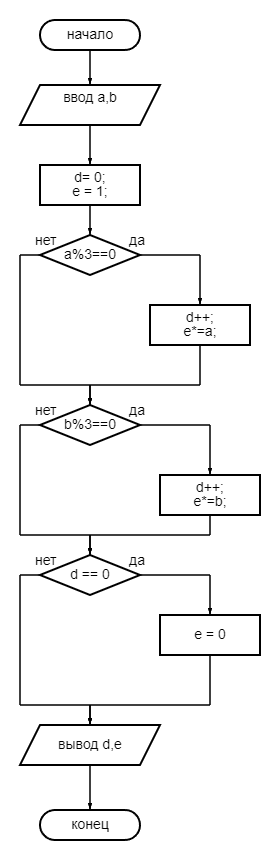 начало
ввод a,b
d= 0;
e = 1;
нет
да
a%3==0
d++;
e*=a;
нет
да
b%3==0
d++;
e*=b;
нет
да
d == 0
e = 0
вывод d,e
конец